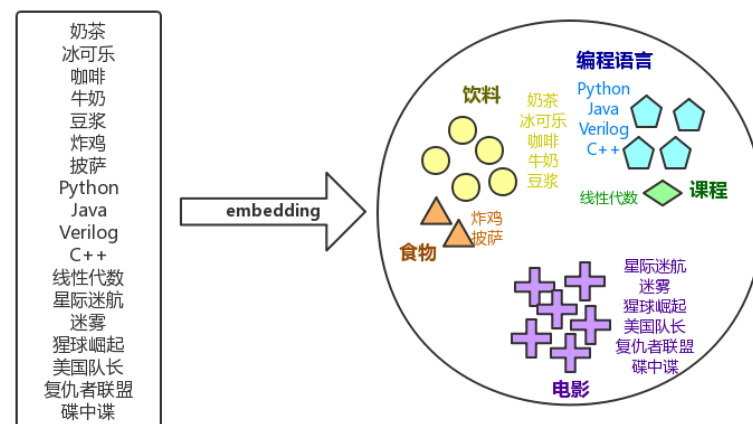 奶茶
冰可乐
咖啡
牛奶
豆浆
炸鸡
披萨
Python
Java
Verilog
C++
线性代数
星际迷航
迷雾
猩球崛起
美国队长
复仇者联盟
碟中谍
embedding
编程语言
Python
Java
Verilog
C++
饮料
奶茶
冰可乐
咖啡
牛奶
豆浆
线性代数
课程
炸鸡
披萨
食物
星际迷航
迷雾
猩球崛起
美国队长
复仇者联盟
碟中谍
电影